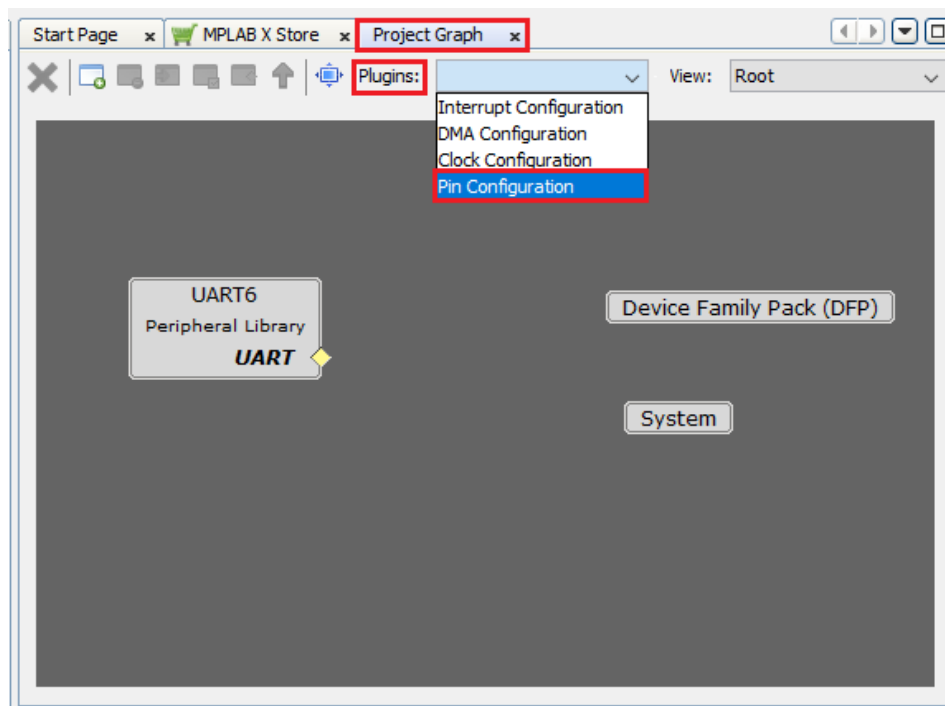 Start Page x MPLAB X Store x Project Graph x
Plugins: View: Root
Interrupt Configuration
DMA Configuration
Clock Configuration
Pin Configuration
UART6
Peripheral Library
UART
Device Family Pack (DFP)
System